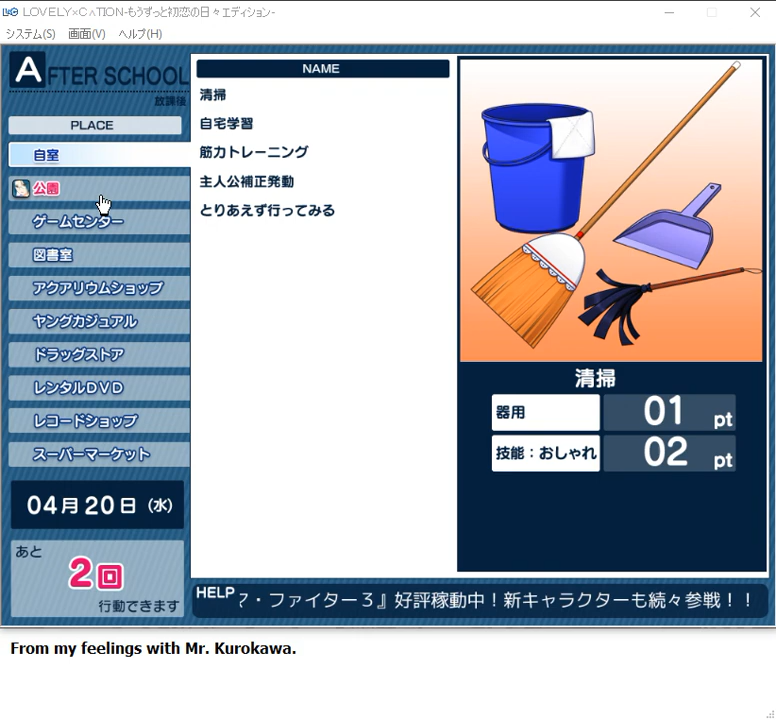 LOVELY×C∧TION-もうずっと初恋の日々エディション-
システム(S) 画面(V) ヘルプ(H)
AFTER SCHOOL
放課後
PLACE
自室
公園
ゲームセンター
図書室
アクアリウムショップ
ヤングカジュアル
ドラッグストア
レンタルDVD
レコードショップ
スーパーマーケット
04月20日(水)
あと
2回
行動できます
NAME
清掃
自宅学習
筋力トレーニング
主人公補正発動
とりあえず行ってみる
清掃
器用 01 pt
技能:おしゃれ 02 pt
HELP
・ファイター3』好評稼動中!新キャラクターも続々参戦!!
From my feelings with Mr. Kurokawa.